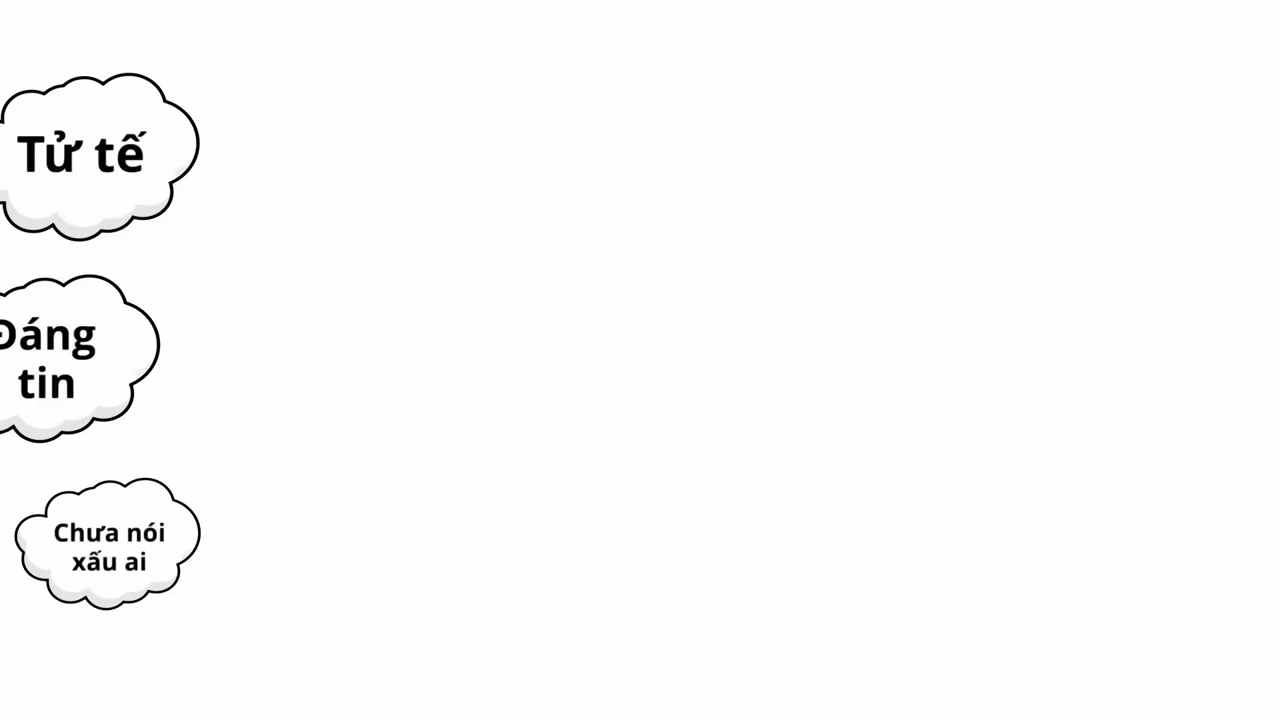 Tử tế
Đáng
tin
Chưa nói
xấu ai